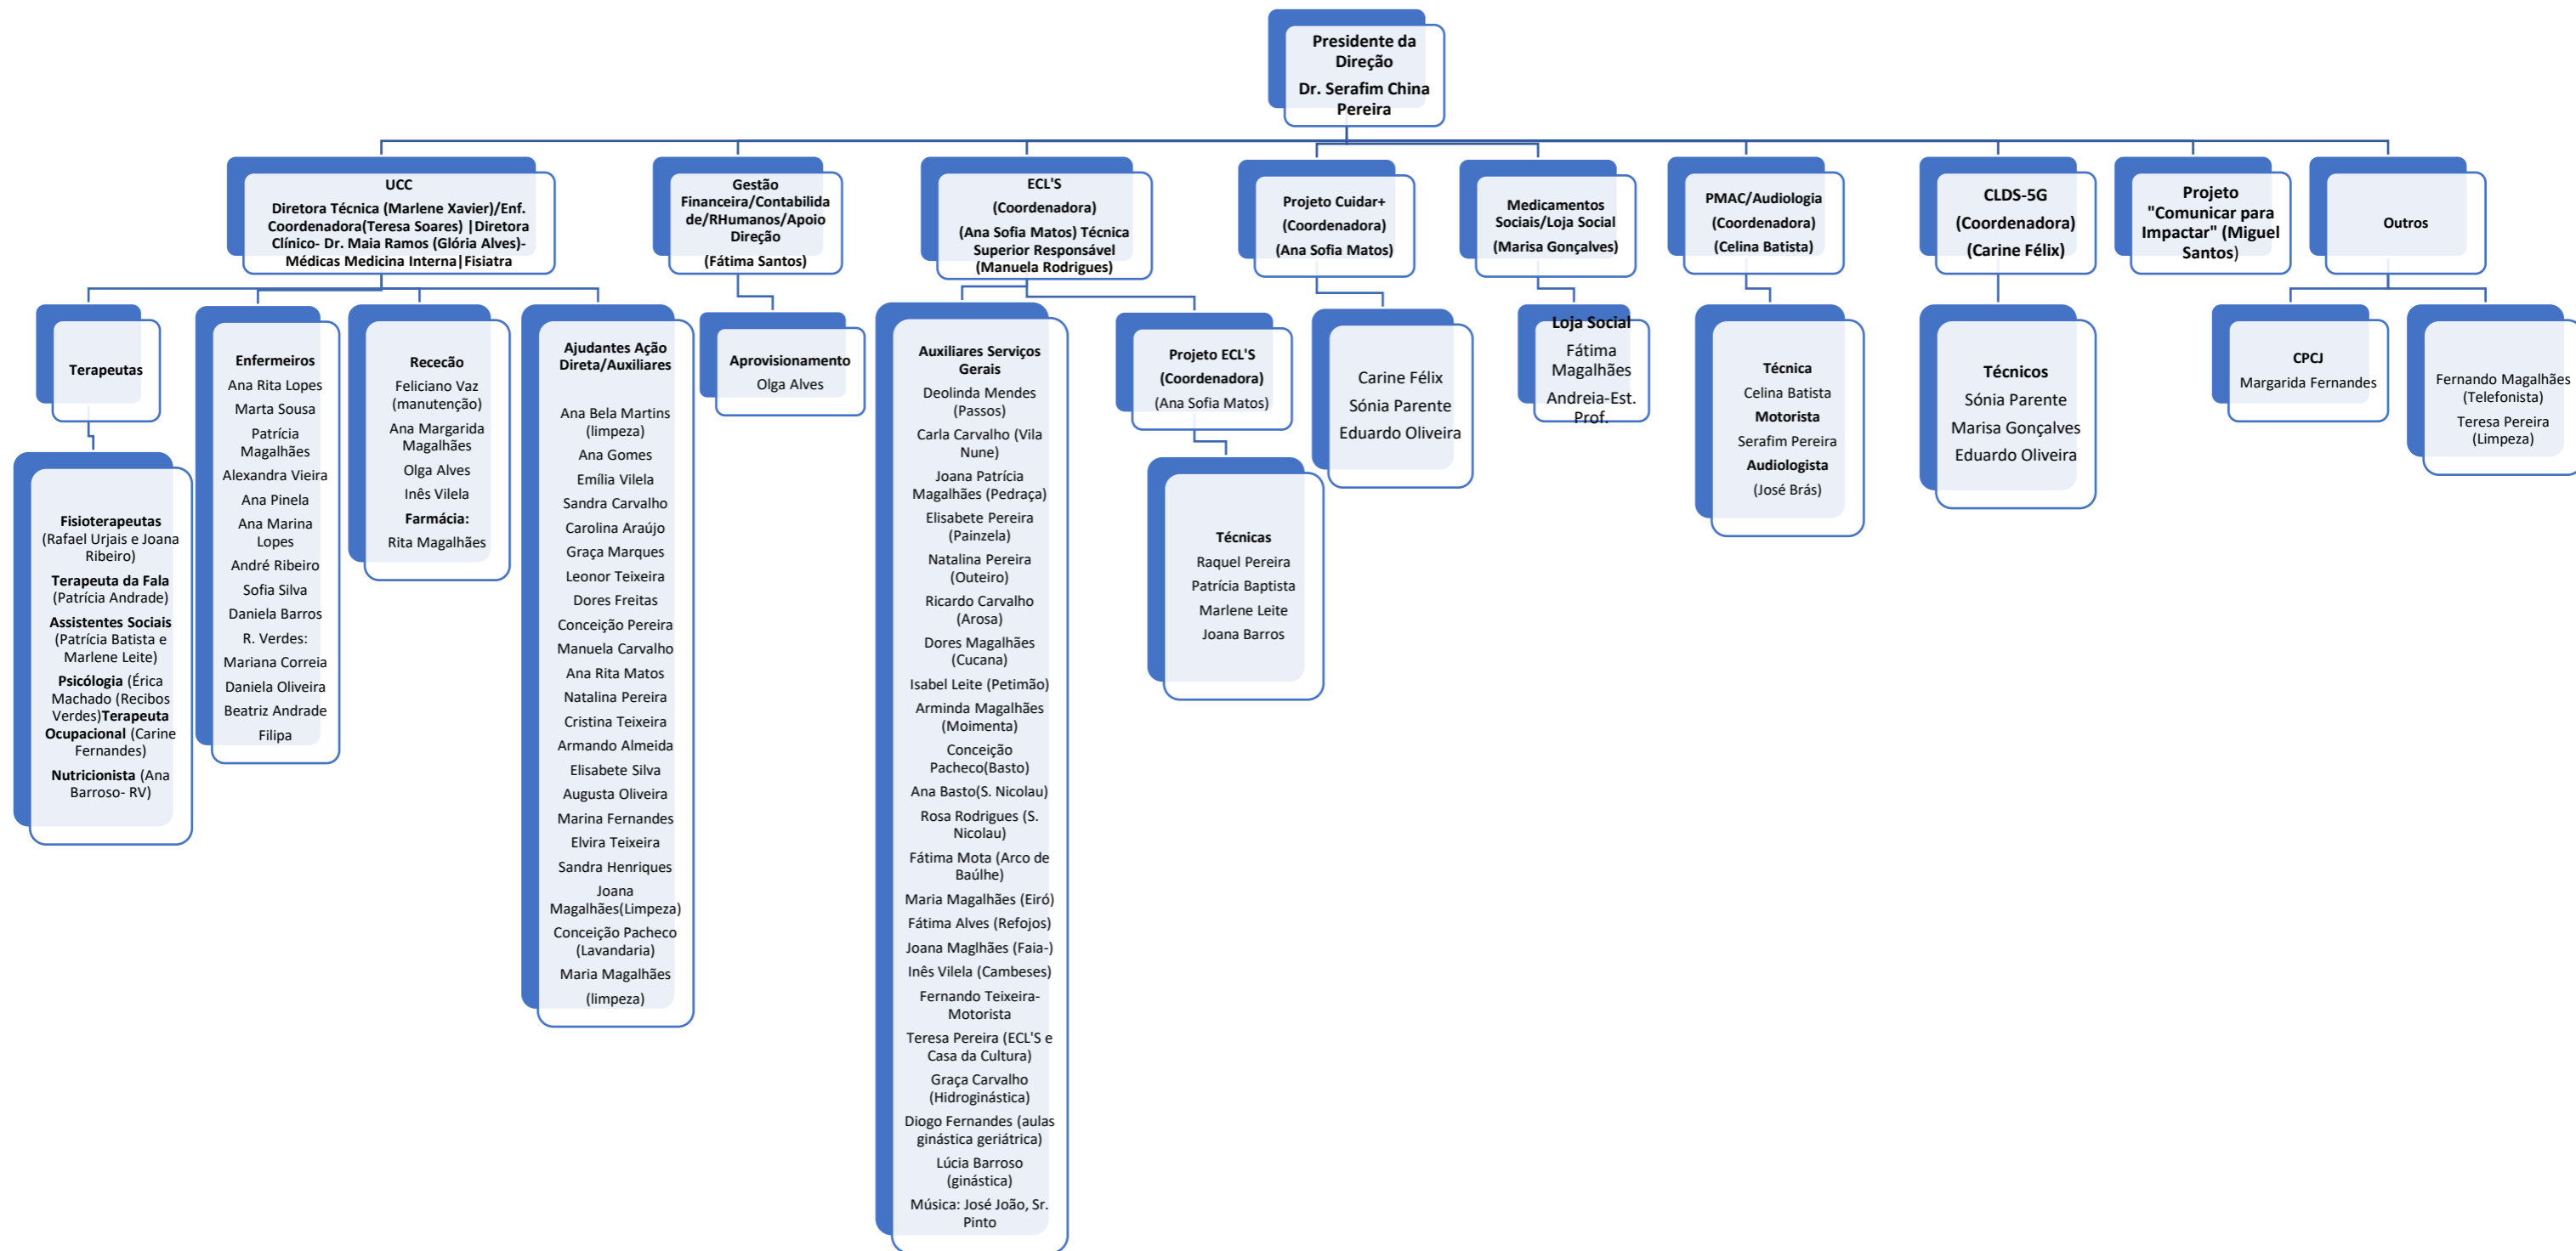 Presidente da
Direção
Dr. Serafim China
Pereira
UCC
Diretora Técnica (Marlene Xavier)/Enf.
Coordenadora(Teresa Soares) |Diretora
Clínico- Dr. Maia Ramos (Glória Alves)-
Médicas Medicina Interna|Fisiatra
Gestão
Financeira/Contabilida
de/RHumanos/Apoio
Direção
(Fátima Santos)
ECL'S
(Coordenadora)
(Ana Sofia Matos) Técnica
Superior Responsável
(Manuela Rodrigues)
Projeto Cuidar+
(Coordenadora)
(Ana Sofia Matos)
Medicamentos
Sociais/Loja Social
(Marisa Gonçalves)
PMAC/Audiologia
(Coordenadora)
(Celina Batista)
CLDS-5G
(Coordenadora)
(Carine Félix)
Projeto
"Comunicar para
Impactar" (Miguel
Santos)
Outros
Terapeutas
Fisioterapeutas
(Rafael Urjais e Joana
Ribeiro)
Terapeuta da Fala
(Patrícia Andrade)
Assistentes Sociais
(Patrícia Batista e
Marlene Leite)
Psicólogia (Érica
Machado (Recibos
Verdes)Terapeuta
Ocupacional (Carine
Fernandes)
Nutricionista (Ana
Barroso- RV)
Enfermeiros
Ana Rita Lopes
Marta Sousa
Patrícia
Magalhães
Alexandra Vieira
Ana Pinela
Ana Marina
Lopes
André Ribeiro
Sofia Silva
Daniela Barros
R. Verdes:
Mariana Correia
Daniela Oliveira
Beatriz Andrade
Filipa
Rececão
Feliciano Vaz
(manutenção)
Ana Margarida
Magalhães
Olga Alves
Inês Vilela
Farmácia:
Rita Magalhães
Ajudantes Ação
Direta/Auxiliares
Ana Bela Martins
(limpeza)
Ana Gomes
Emília Vilela
Sandra Carvalho
Carolina Araújo
Graça Marques
Leonor Teixeira
Dores Freitas
Conceição Pereira
Manuela Carvalho
Ana Rita Matos
Natalina Pereira
Cristina Teixeira
Armando Almeida
Elisabete Silva
Augusta Oliveira
Marina Fernandes
Elvira Teixeira
Sandra Henriques
Joana
Magalhães(Limpeza)
Conceição Pacheco
(Lavandaria)
Maria Magalhães
(limpeza)
Aprovisionamento
Olga Alves
Auxiliares Serviços
Gerais
Deolinda Mendes
(Passos)
Carla Carvalho (Vila
Nune)
Joana Patrícia
Magalhães (Pedraça)
Elisabete Pereira
(Painzela)
Natalina Pereira
(Outeiro)
Ricardo Carvalho
(Arosa)
Dores Magalhães
(Cucana)
Isabel Leite (Petimão)
Arminda Magalhães
(Moimenta)
Conceição
Pacheco(Basto)
Ana Basto(S. Nicolau)
Rosa Rodrigues (S.
Nicolau)
Fátima Mota (Arco de
Baúlhe)
Maria Magalhães (Eiró)
Fátima Alves (Refojos)
Joana Maglhães (Faia-)
Inês Vilela (Cambeses)
Fernando Teixeira-
Motorista
Teresa Pereira (ECL'S e
Casa da Cultura)
Graça Carvalho
(Hidroginástica)
Diogo Fernandes (aulas
ginástica geriátrica)
Lúcia Barroso
(ginástica)
Música: José João, Sr.
Pinto
Projeto ECL'S
(Coordenadora)
(Ana Sofia Matos)
Técnicas
Raquel Pereira
Patrícia Baptista
Marlene Leite
Joana Barros
Carine Félix
Sónia Parente
Eduardo Oliveira
Loja Social
Fátima
Magalhães
Andreia-Est.
Prof.
Técnica
Celina Batista
Motorista
Serafim Pereira
Audiologista
(José Brás)
Técnicos
Sónia Parente
Marisa Gonçalves
Eduardo Oliveira
CPCJ
Margarida Fernandes
Fernando Magalhães
(Telefonista)
Teresa Pereira
(Limpeza)